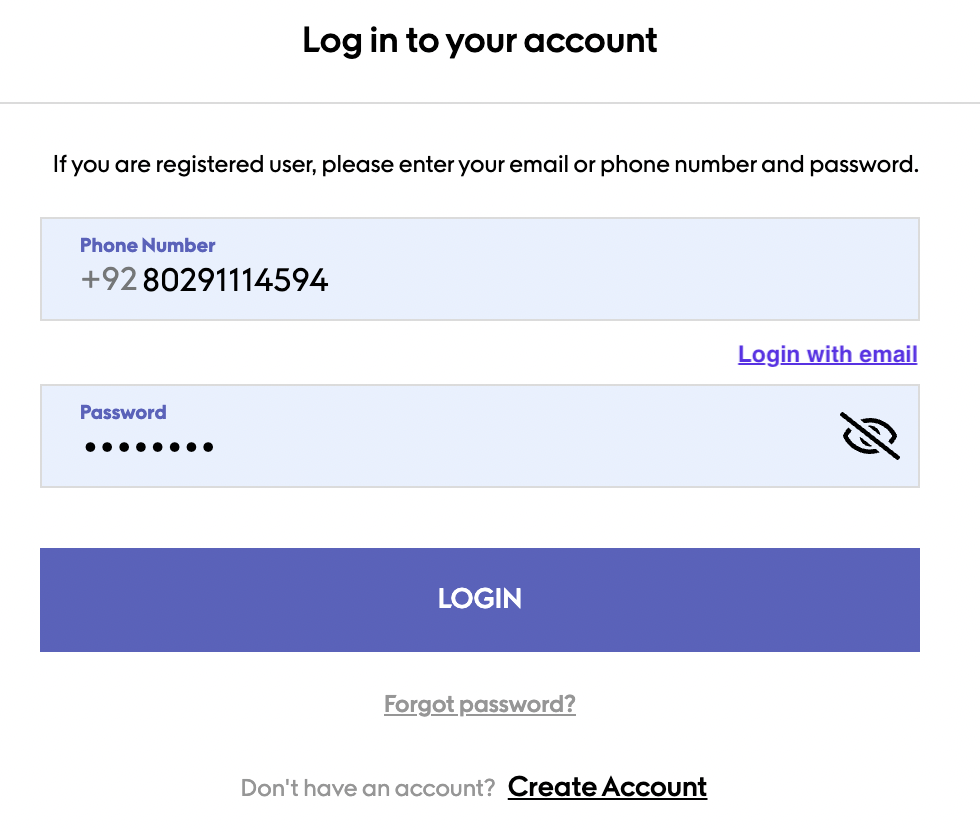 Log in to your account
If you are registered user, please enter your email or phone number and password.
Phone Number
+92 80291114594
Login with email
Password
••••••••
LOGIN
Forgot password?
Don't have an account? Create Account